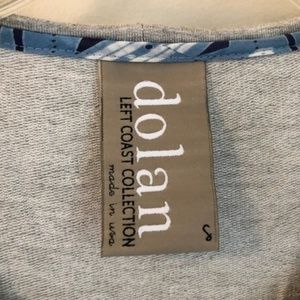 dolan
LEFT COAST COLLECTION
made in usa
s